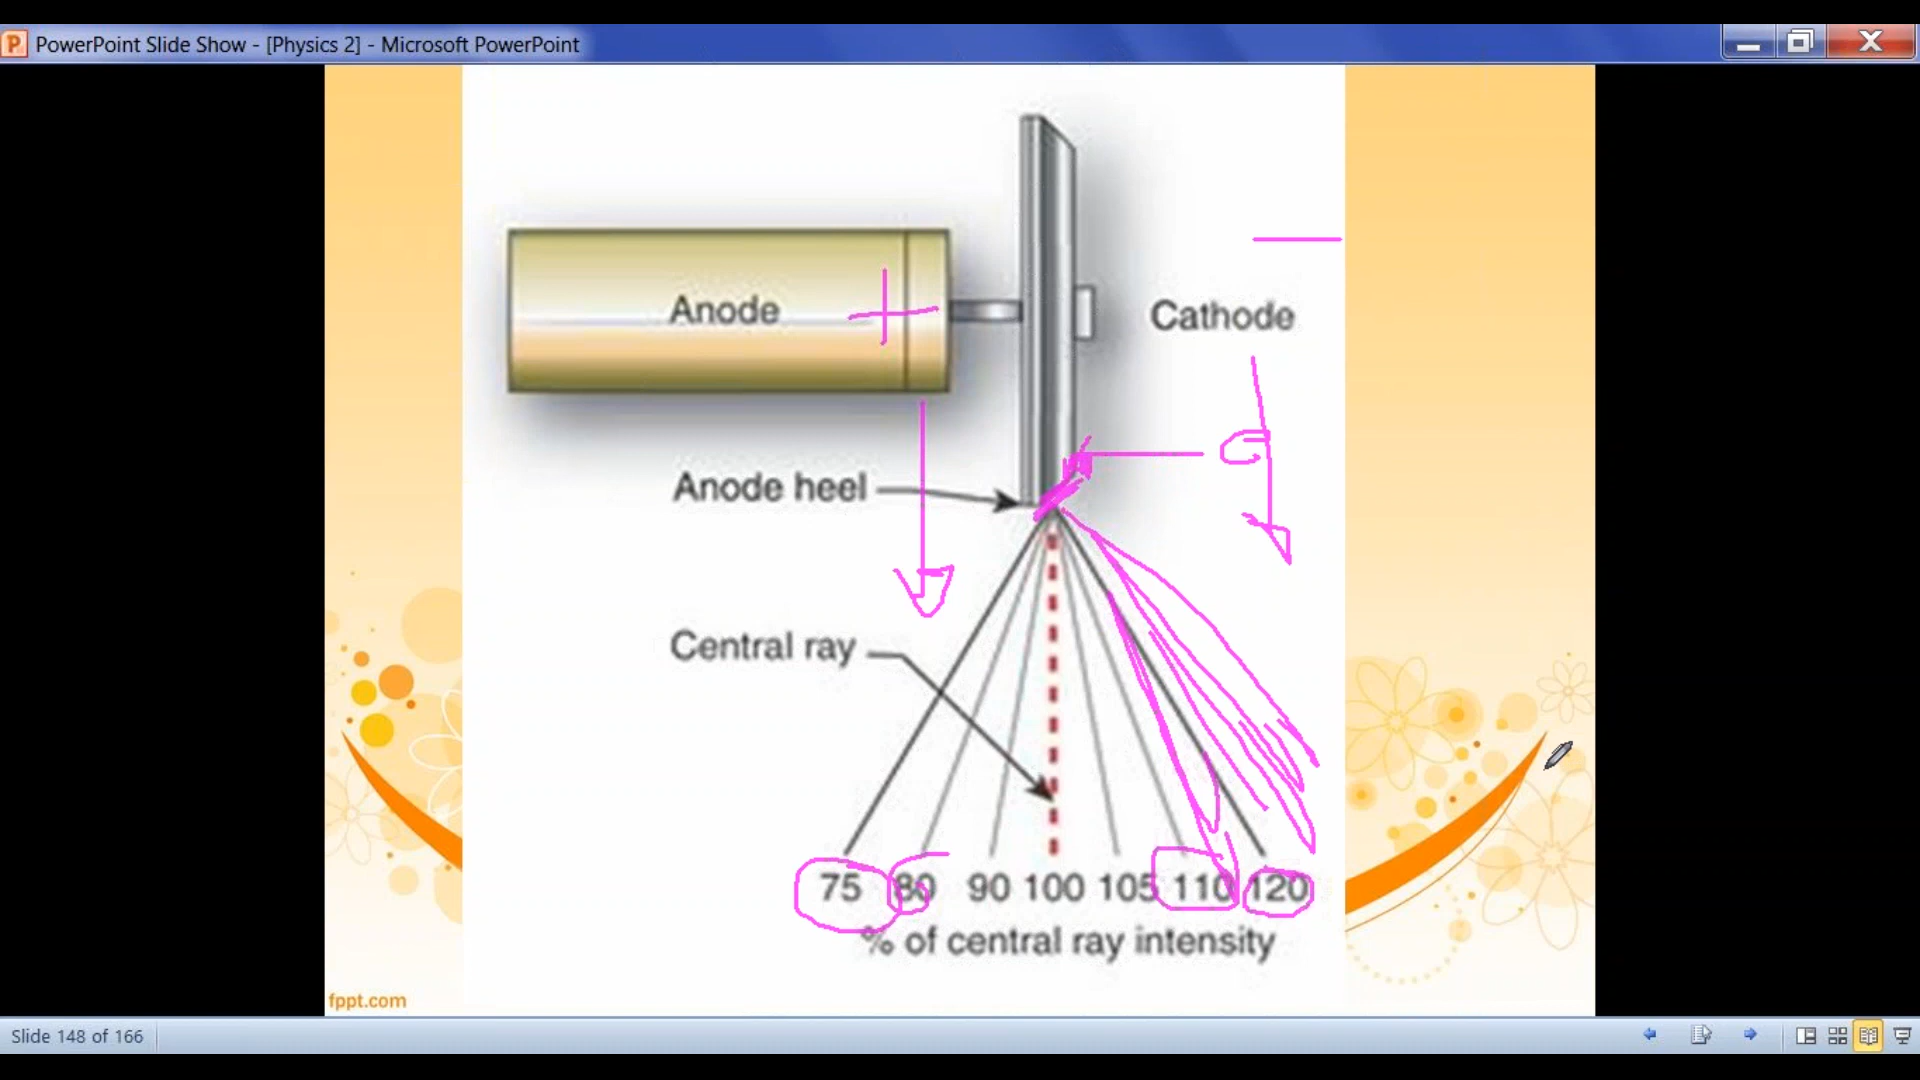 PowerPoint Slide Show - [Physics 2] - Microsoft PowerPoint
Anode +
Cathode
Anode heel
Central ray
75 80 90 100 105 110 120
% of central ray intensity
fppt.com
Slide 148 of 166